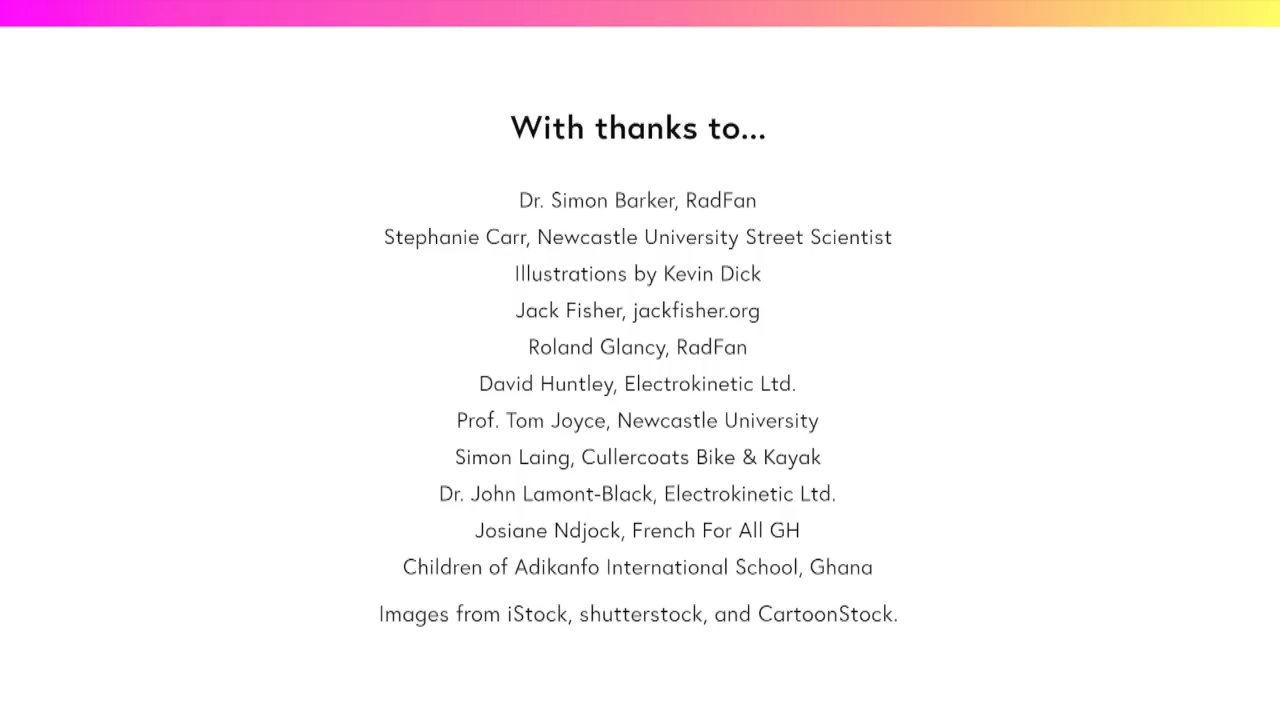 With thanks to...
Dr. Simon Barker, RadFan
Stephanie Carr, Newcastle University Street Scientist
Illustrations by Kevin Dick
Jack Fisher, jackfisher.org
Roland Glancy, RadFan
David Huntley, Electrokinetic Ltd.
Prof. Tom Joyce, Newcastle University
Simon Laing, Cullercoats Bike & Kayak
Dr. John Lamont-Black, Electrokinetic Ltd.
Josiane Ndjock, French For All GH
Children of Adikanfo International School, Ghana
Images from iStock, shutterstock, and CartoonStock.